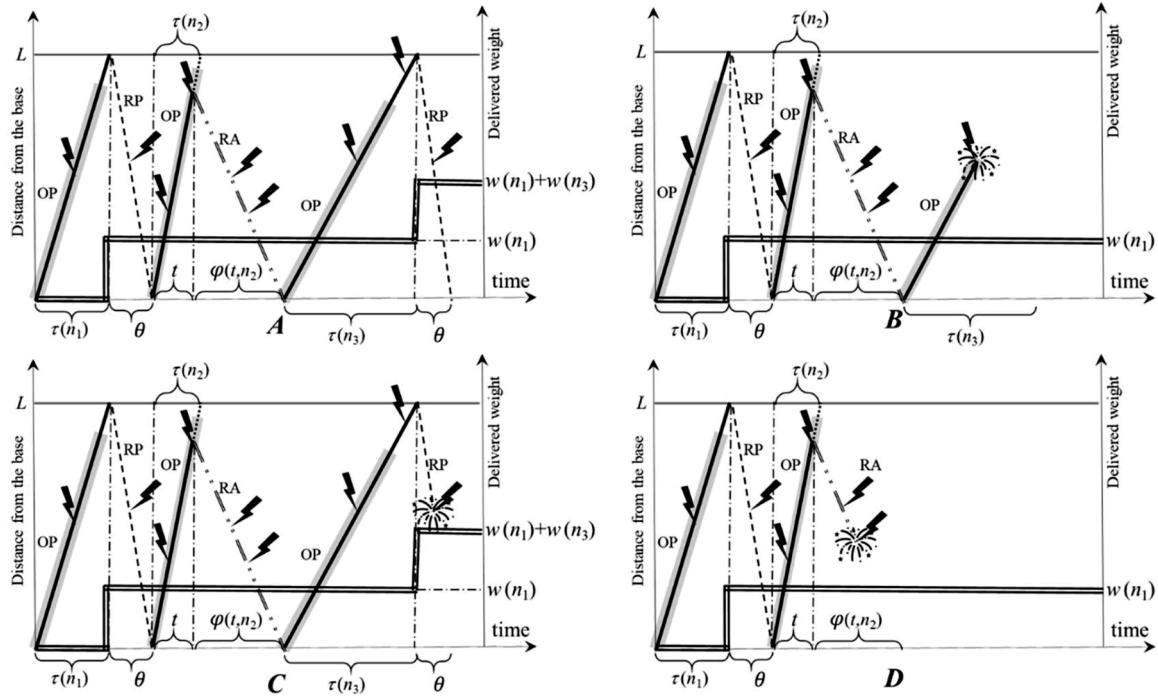 τ(n₂)
L
Distance from the base
Delivered weight
OP
RP
OP
RA
OP
RP
w(n₁)+w(n₃)
w(n₁)
t
φ(t,n₂)
time
τ(n₁)
θ
A
τ(n₃)
θ
τ(n₂)
L
Distance from the base
Delivered weight
OP
RP
OP
RA
OP
w(n₁)
t
φ(t,n₂)
time
τ(n₁)
θ
B
τ(n₃)
τ(n₂)
L
Distance from the base
Delivered weight
OP
RP
OP
RA
OP
RP
w(n₁)+w(n₃)
w(n₁)
t
φ(t,n₂)
time
τ(n₁)
θ
C
τ(n₃)
θ
τ(n₂)
L
Distance from the base
Delivered weight
OP
RP
OP
RA
w(n₁)
t
φ(t,n₂)
time
τ(n₁)
θ
D